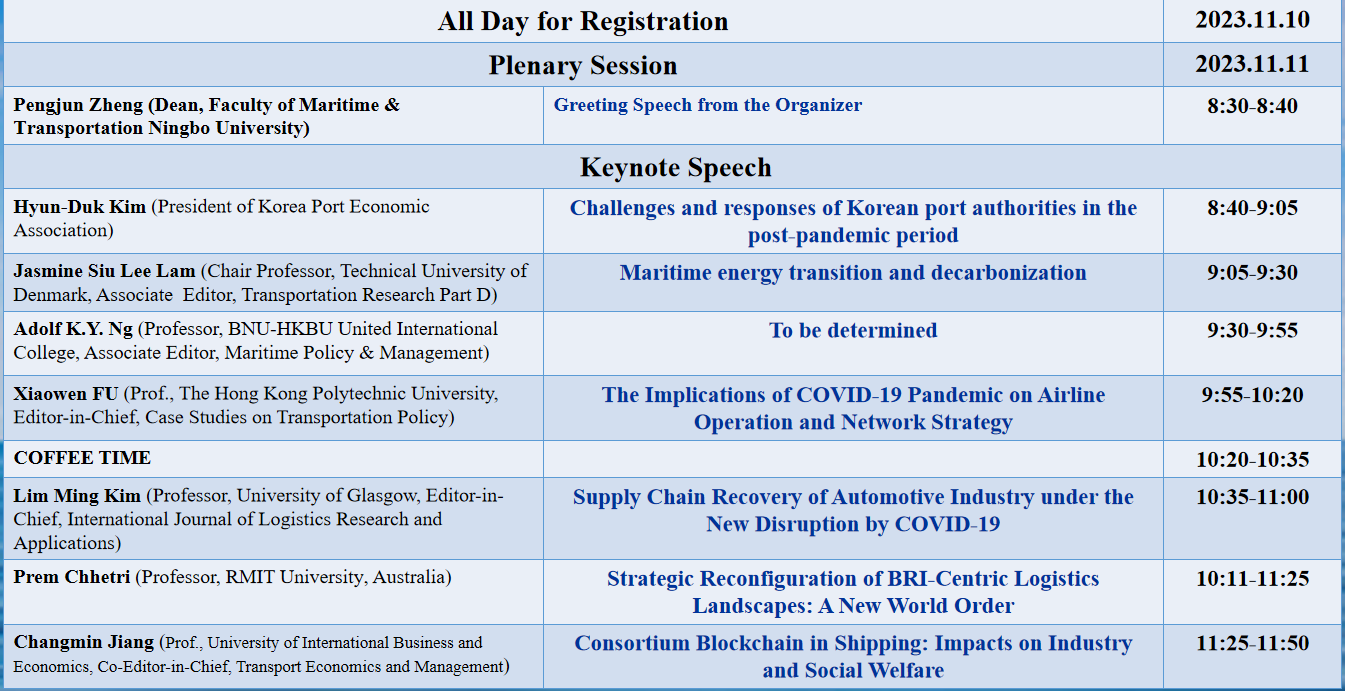 All Day for Registration
2023.11.10
Plenary Session
2023.11.11
Pengjun Zheng (Dean, Faculty of Maritime &
Transportation Ningbo University)
Greeting Speech from the Organizer
8:30-8:40
Keynote Speech
Hyun-Duk Kim (President of Korea Port Economic
Association)
Challenges and responses of Korean port authorities in the
post-pandemic period
8:40-9:05
Jasmine Siu Lee Lam (Chair Professor, Technical University of
Denmark, Associate Editor, Transportation Research Part D)
Maritime energy transition and decarbonization
9:05-9:30
Adolf K.Y. Ng (Professor, BNU-HKBU United International
College, Associate Editor, Maritime Policy & Management)
To be determined
9:30-9:55
Xiaowen FU (Prof., The Hong Kong Polytechnic University,
Editor-in-Chief, Case Studies on Transportation Policy)
The Implications of COVID-19 Pandemic on Airline
Operation and Network Strategy
9:55-10:20
COFFEE TIME
10:20-10:35
Lim Ming Kim (Professor, University of Glasgow, Editor-in-
Chief, International Journal of Logistics Research and
Applications)
Supply Chain Recovery of Automotive Industry under the
New Disruption by COVID-19
10:35-11:00
Prem Chhetri (Professor, RMIT University, Australia)
Strategic Reconfiguration of BRI-Centric Logistics
Landscapes: A New World Order
10:11-11:25
Changmin Jiang (Prof., University of International Business and
Economics, Co-Editor-in-Chief, Transport Economics and Management)
Consortium Blockchain in Shipping: Impacts on Industry
and Social Welfare
11:25-11:50